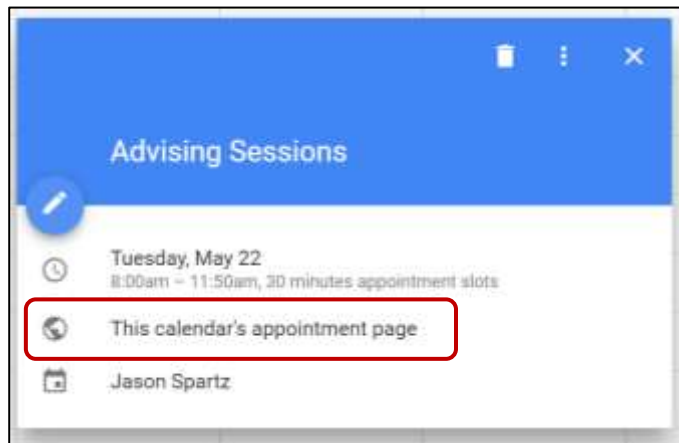 Advising Sessions
Tuesday, May 22
8:00am – 11:50am, 30 minutes appointment slots
This calendar's appointment page
Jason Spartz